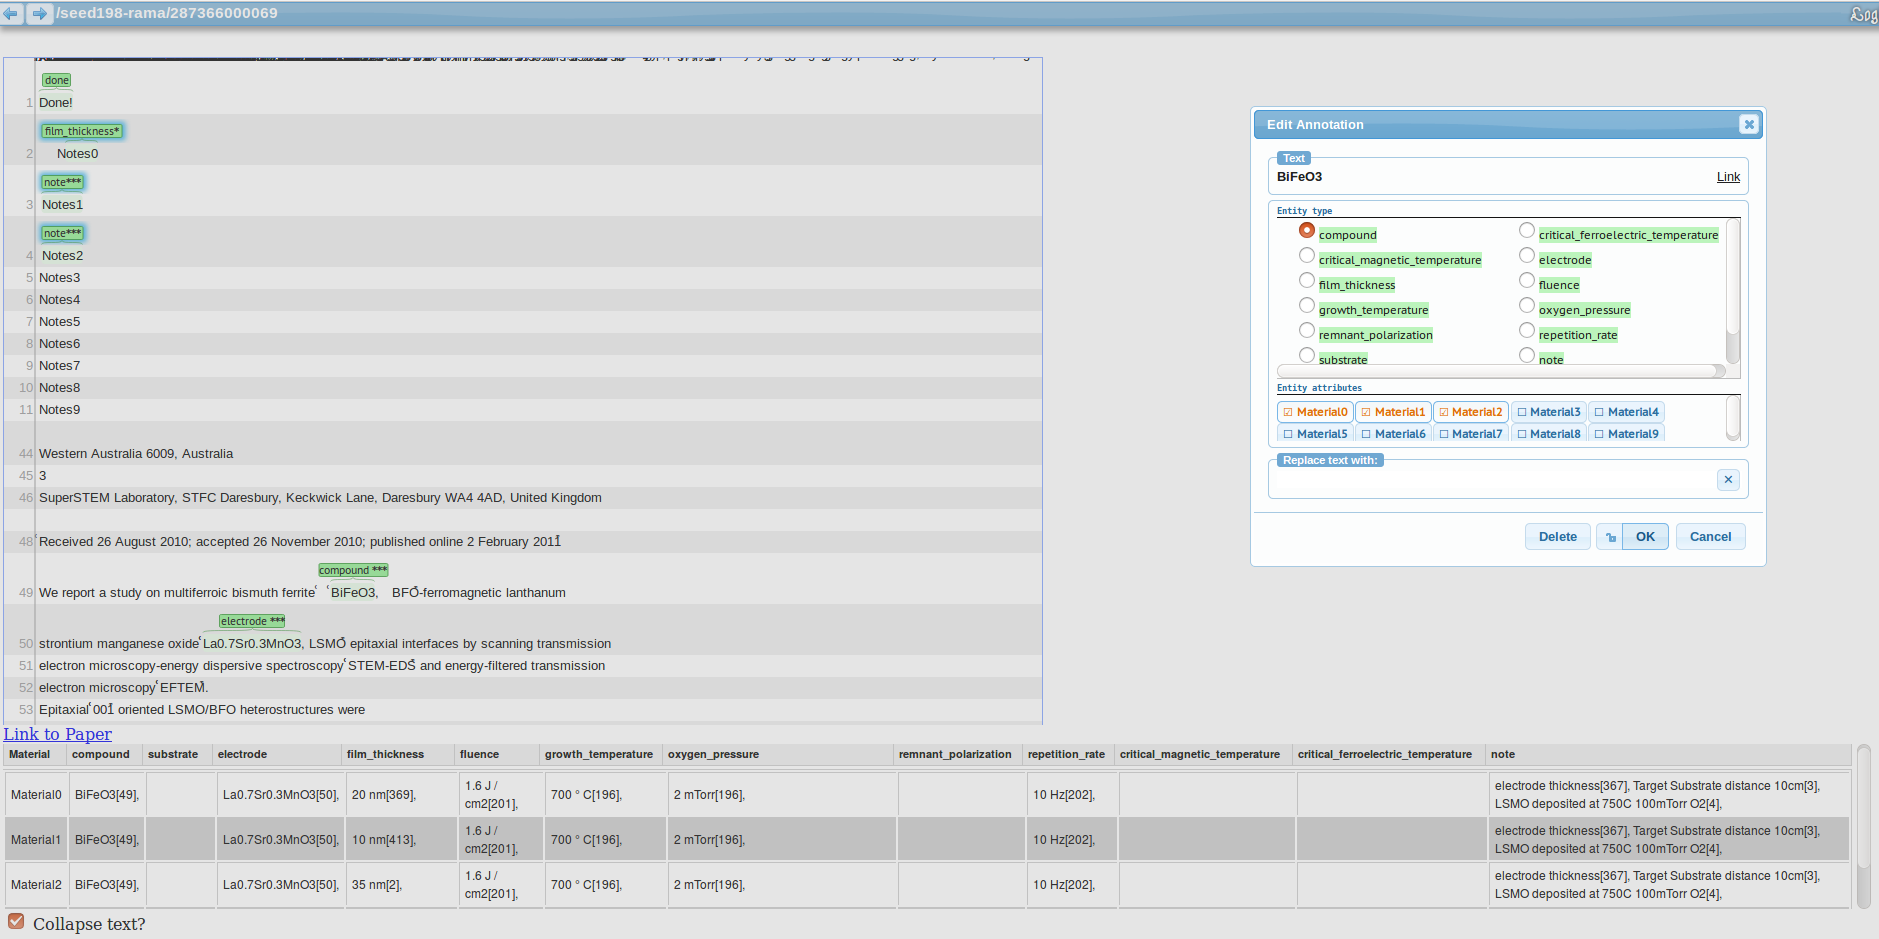 /seed198-rama/287366000069
done
1 Done!
film_thickness*
2 Notes0
note***
3 Notes1
note***
4 Notes2
5 Notes3
6 Notes4
7 Notes5
8 Notes6
9 Notes7
10 Notes8
11 Notes9
44 Western Australia 6009, Australia
45 3
46 SuperSTEM Laboratory, STFC Daresbury, Keckwick Lane, Daresbury WA4 4AD, United Kingdom
48 Received 26 August 2010; accepted 26 November 2010; published online 2 February 2011
compound ***
49 We report a study on multiferroic bismuth ferrite BiFeO3, BFO-ferromagnetic lanthanum
electrode ***
50 strontium manganese oxide La0.7Sr0.3MnO3, LSMO epitaxial interfaces by scanning transmission
51 electron microscopy-energy dispersive spectroscopy STEM-EDS and energy-filtered transmission
52 electron microscopy EFTEM.
53 Epitaxial 001 oriented LSMO/BFO heterostructures were
Edit Annotation
Text
BiFeO3 Link
Entity type
compound critical_ferroelectric_temperature
critical_magnetic_temperature electrode
film_thickness fluence
growth_temperature oxygen_pressure
remnant_polarization repetition_rate
substrate note
Entity attributes
☑ Material0 ☑ Material1 ☑ Material2 ☐ Material3 ☐ Material4
☐ Material5 ☐ Material6 ☐ Material7 ☐ Material8 ☐ Material9
Replace text with:
Delete OK Cancel
Link to Paper
Material compound substrate electrode film_thickness fluence growth_temperature oxygen_pressure remnant_polarization repetition_rate critical_magnetic_temperature critical_ferroelectric_temperature note
Material0 BiFeO3[49], La0.7Sr0.3MnO3[50], 20 nm[369], 1.6 J / cm2[201], 700 ° C[196], 2 mTorr[196], 10 Hz[202], electrode thickness[367], Target Substrate distance 10cm[3], LSMO deposited at 750C 100mTorr O2[4],
Material1 BiFeO3[49], La0.7Sr0.3MnO3[50], 10 nm[413], 1.6 J / cm2[201], 700 ° C[196], 2 mTorr[196], 10 Hz[202], electrode thickness[367], Target Substrate distance 10cm[3], LSMO deposited at 750C 100mTorr O2[4],
Material2 BiFeO3[49], La0.7Sr0.3MnO3[50], 35 nm[2], 1.6 J / cm2[201], 700 ° C[196], 2 mTorr[196], 10 Hz[202], electrode thickness[367], Target Substrate distance 10cm[3], LSMO deposited at 750C 100mTorr O2[4],
Collapse text?